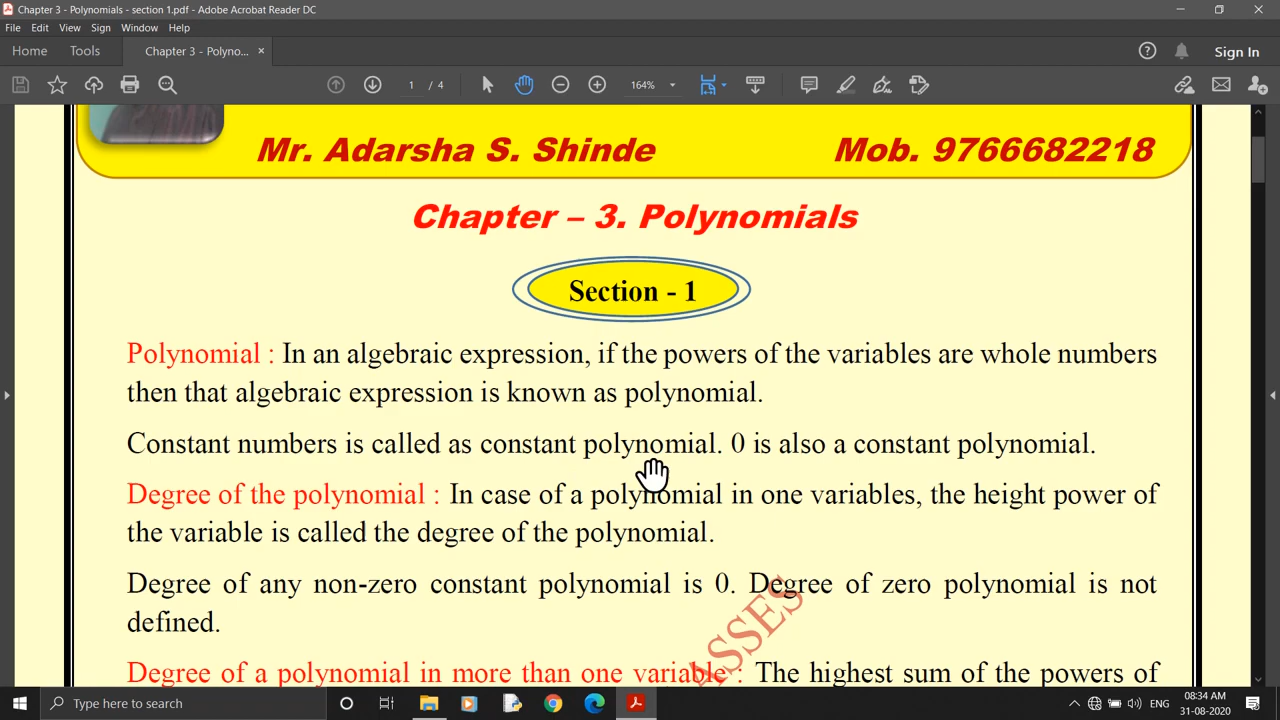 Chapter 3 - Polynomials - section 1.pdf - Adobe Acrobat Reader DC
File Edit View Sign Window Help
Home Tools Chapter 3 - Polyno... × Sign In
1 / 4 164%
Mr. Adarsha S. Shinde Mob. 9766682218
Chapter – 3. Polynomials
Section - 1
Polynomial : In an algebraic expression, if the powers of the variables are whole numbers
then that algebraic expression is known as polynomial.
Constant numbers is called as constant polynomial. 0 is also a constant polynomial.
Degree of the polynomial : In case of a polynomial in one variables, the height power of
the variable is called the degree of the polynomial.
Degree of any non-zero constant polynomial is 0. Degree of zero polynomial is not
defined.
ASSES
Degree of a polynomial in more than one variable : The highest sum of the powers of
Type here to search
ENG
08:34 AM
31-08-2020